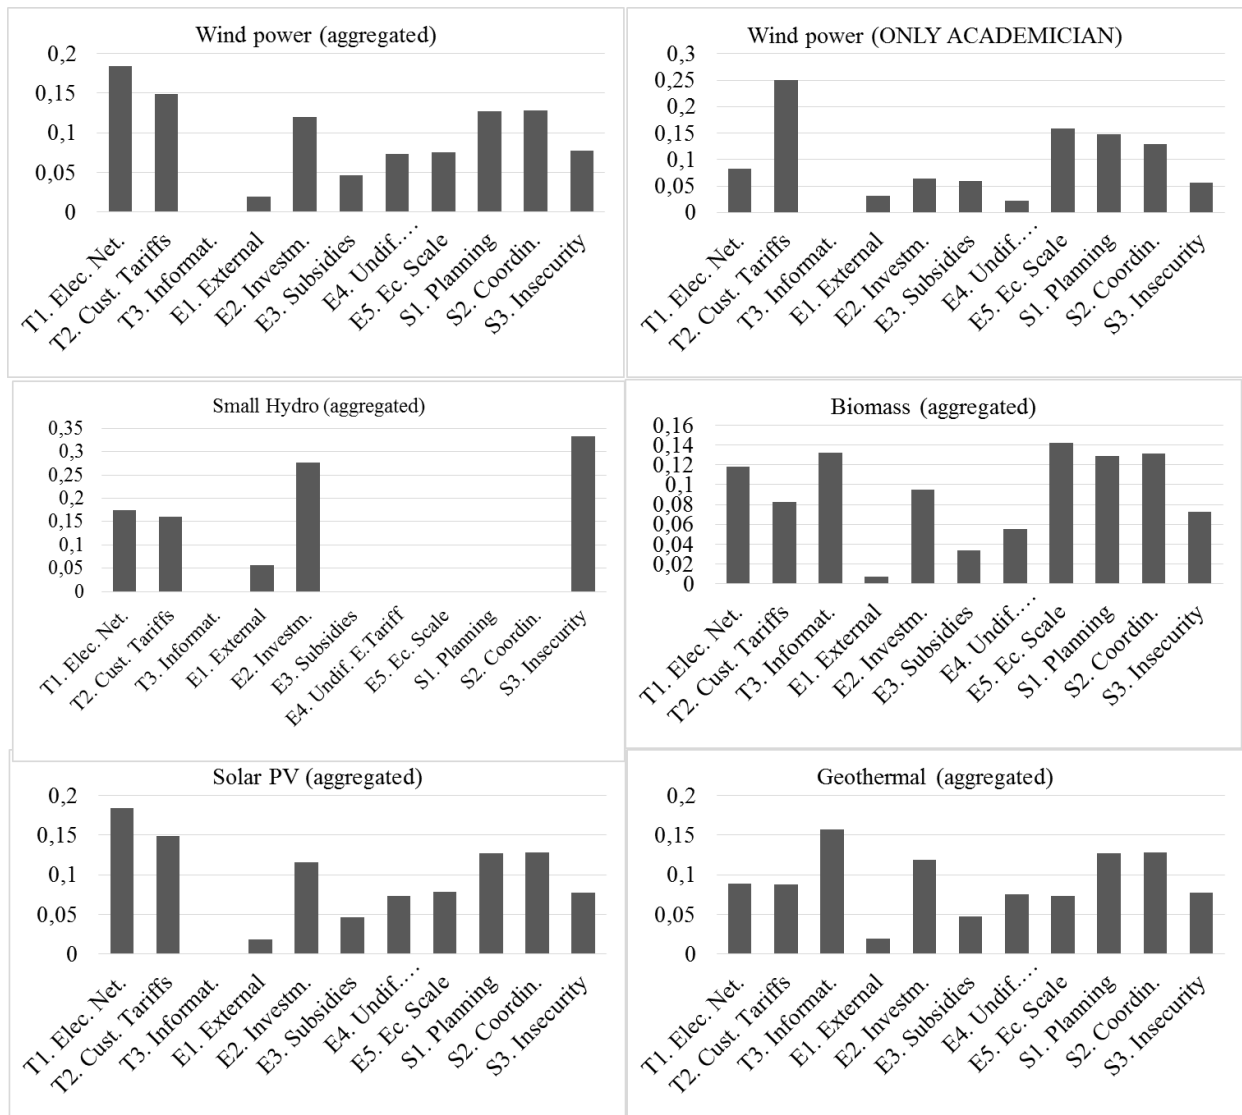 Wind power (aggregated)
0,2
0,15
0,1
0,05
0
T1. Elec. Net.
T2. Cust. Tariffs
T3. Informat.
E1. External
E2. Investm.
E3. Subsidies
E4. Undif.…
E5. Ec. Scale
S1. Planning
S2. Coordin.
S3. Insecurity
Wind power (ONLY ACADEMICIAN)
0,3
0,25
0,2
0,15
0,1
0,05
0
T1. Elec. Net.
T2. Cust. Tariffs
T3. Informat.
E1. External
E2. Investm.
E3. Subsidies
E4. Undif.…
E5. Ec. Scale
S1. Planning
S2. Coordin.
S3. Insecurity
Small Hydro (aggregated)
0,35
0,3
0,25
0,2
0,15
0,1
0,05
0
T1. Elec. Net.
T2. Cust. Tariffs
T3. Informat.
E1. External
E2. Investm.
E3. Subsidies
E4. Undif. E.Tariff
E5. Ec. Scale
S1. Planning
S2. Coordin.
S3. Insecurity
Biomass (aggregated)
0,16
0,14
0,12
0,1
0,08
0,06
0,04
0,02
0
T1. Elec. Net.
T2. Cust. Tariffs
T3. Informat.
E1. External
E2. Investm.
E3. Subsidies
E4. Undif.…
E5. Ec. Scale
S1. Planning
S2. Coordin.
S3. Insecurity
Solar PV (aggregated)
0,2
0,15
0,1
0,05
0
T1. Elec. Net.
T2. Cust. Tariffs
T3. Informat.
E1. External
E2. Investm.
E3. Subsidies
E4. Undif.…
E5. Ec. Scale
S1. Planning
S2. Coordin.
S3. Insecurity
Geothermal (aggregated)
0,2
0,15
0,1
0,05
0
T1. Elec. Net.
T2. Cust. Tariffs
T3. Informat.
E1. External
E2. Investm.
E3. Subsidies
E4. Undif.…
E5. Ec. Scale
S1. Planning
S2. Coordin.
S3. Insecurity